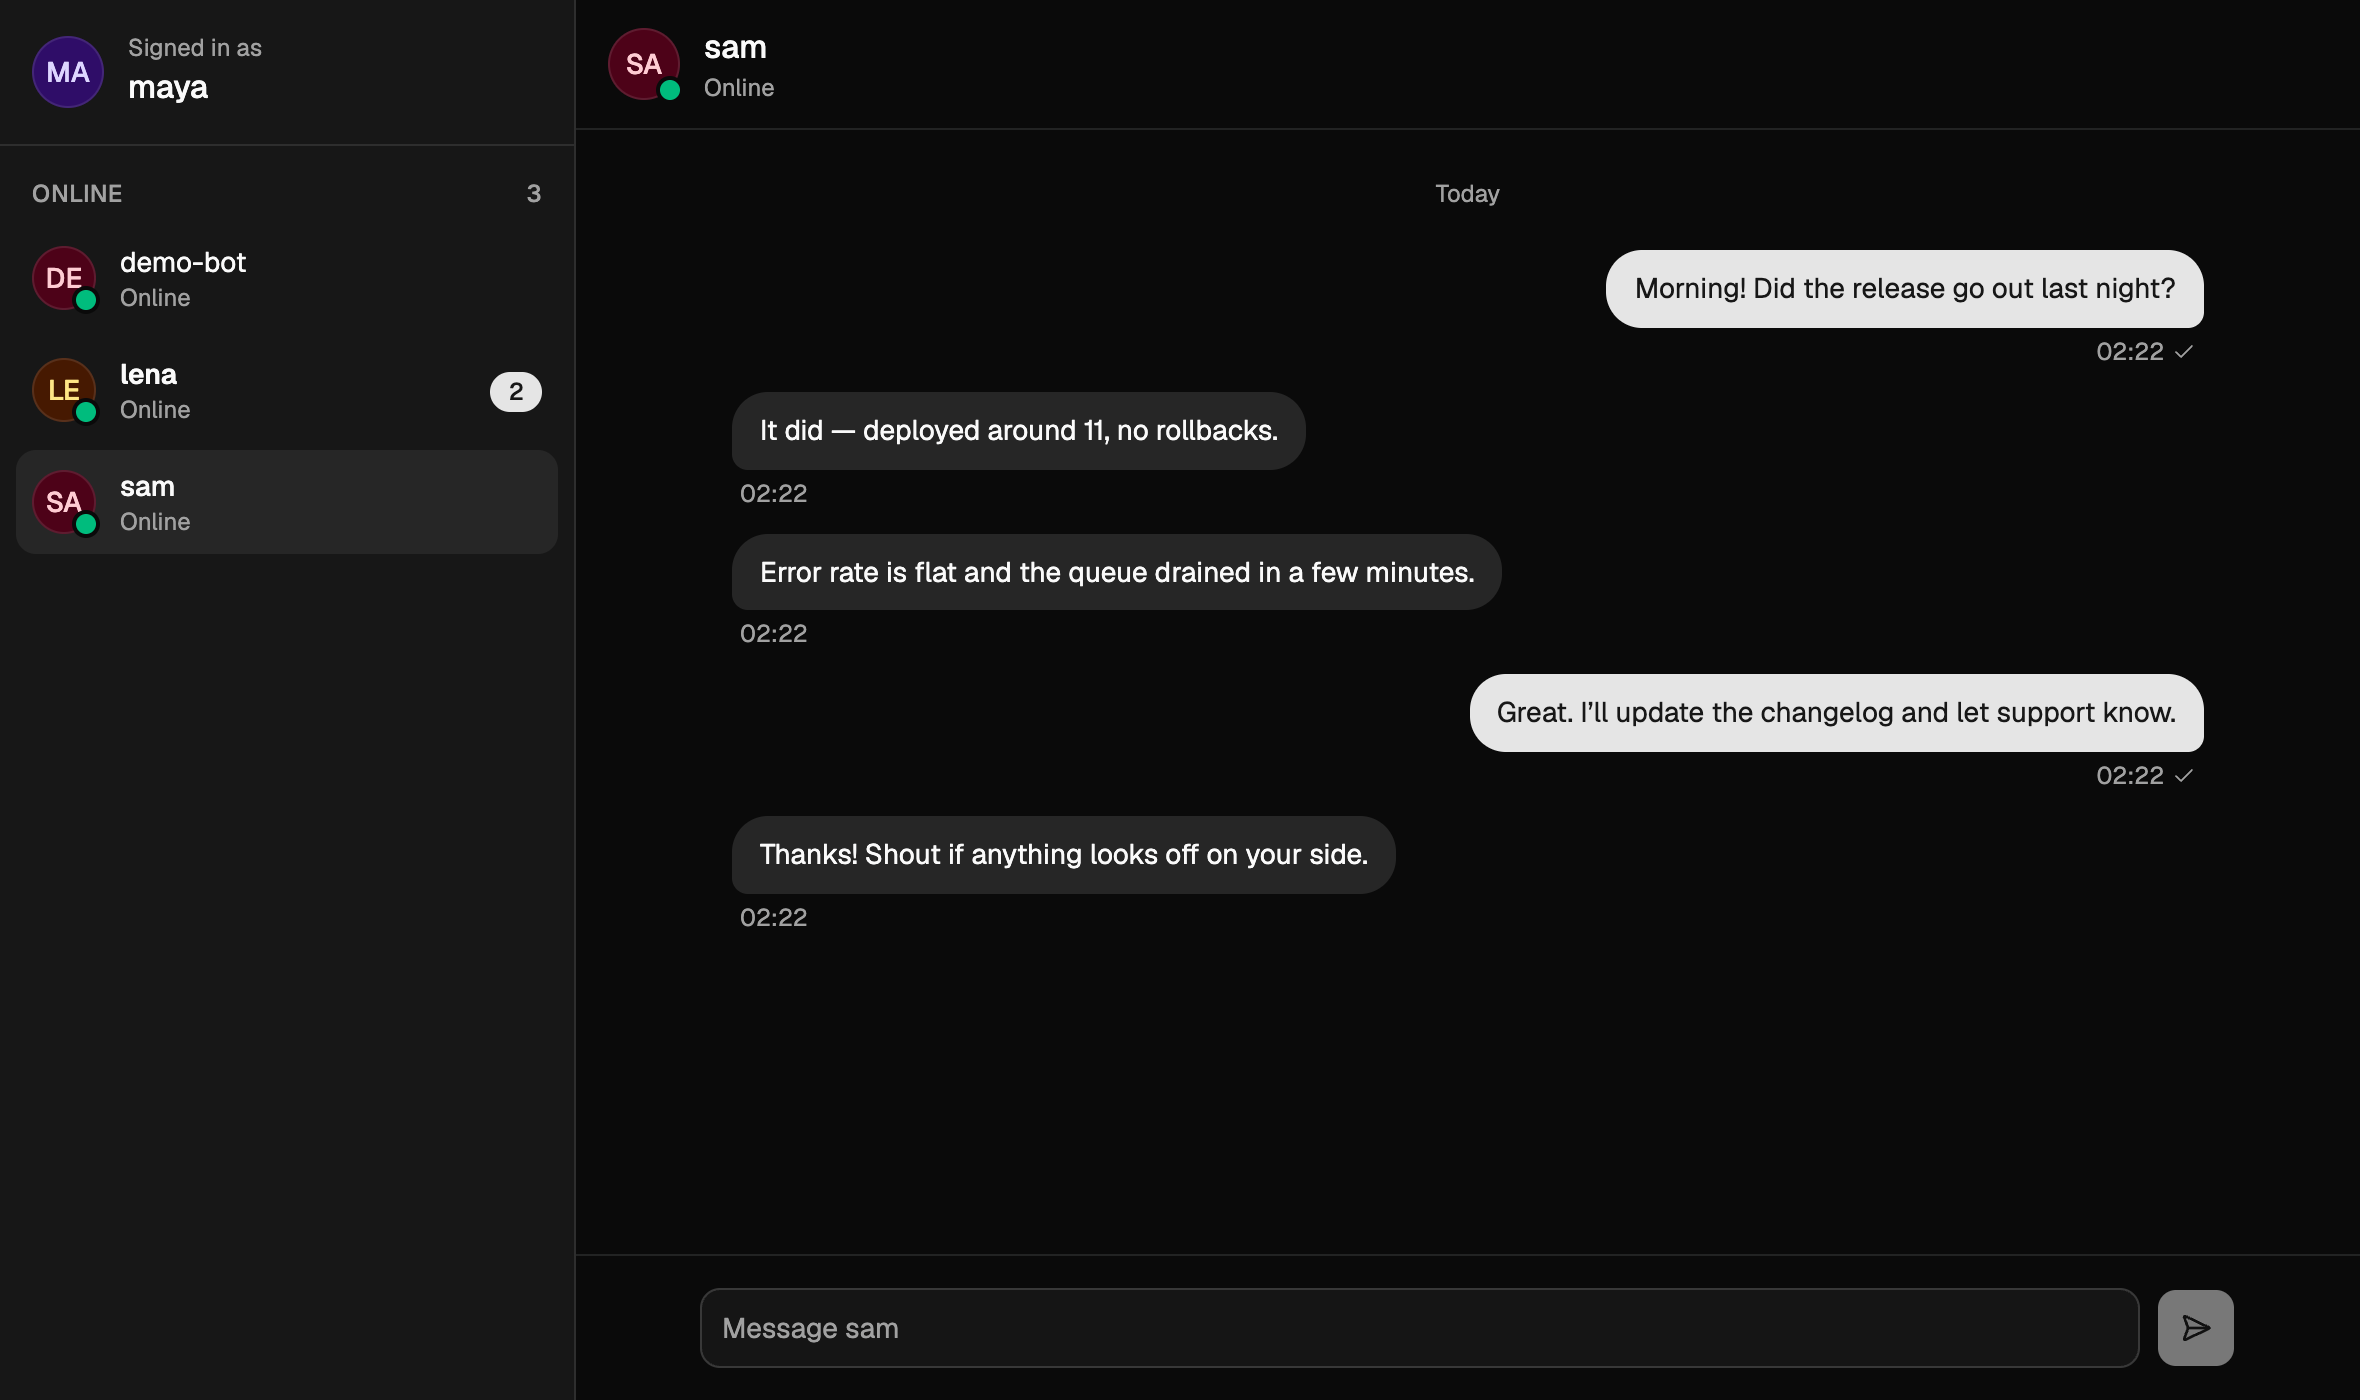 MA
Signed in as
maya
ONLINE 3
DE
demo-bot
Online
LE
lena
Online
2
SA
sam
Online
SA
sam
Online
Today
Morning! Did the release go out last night?
02:22
It did — deployed around 11, no rollbacks.
02:22
Error rate is flat and the queue drained in a few minutes.
02:22
Great. I’ll update the changelog and let support know.
02:22
Thanks! Shout if anything looks off on your side.
02:22
Message sam